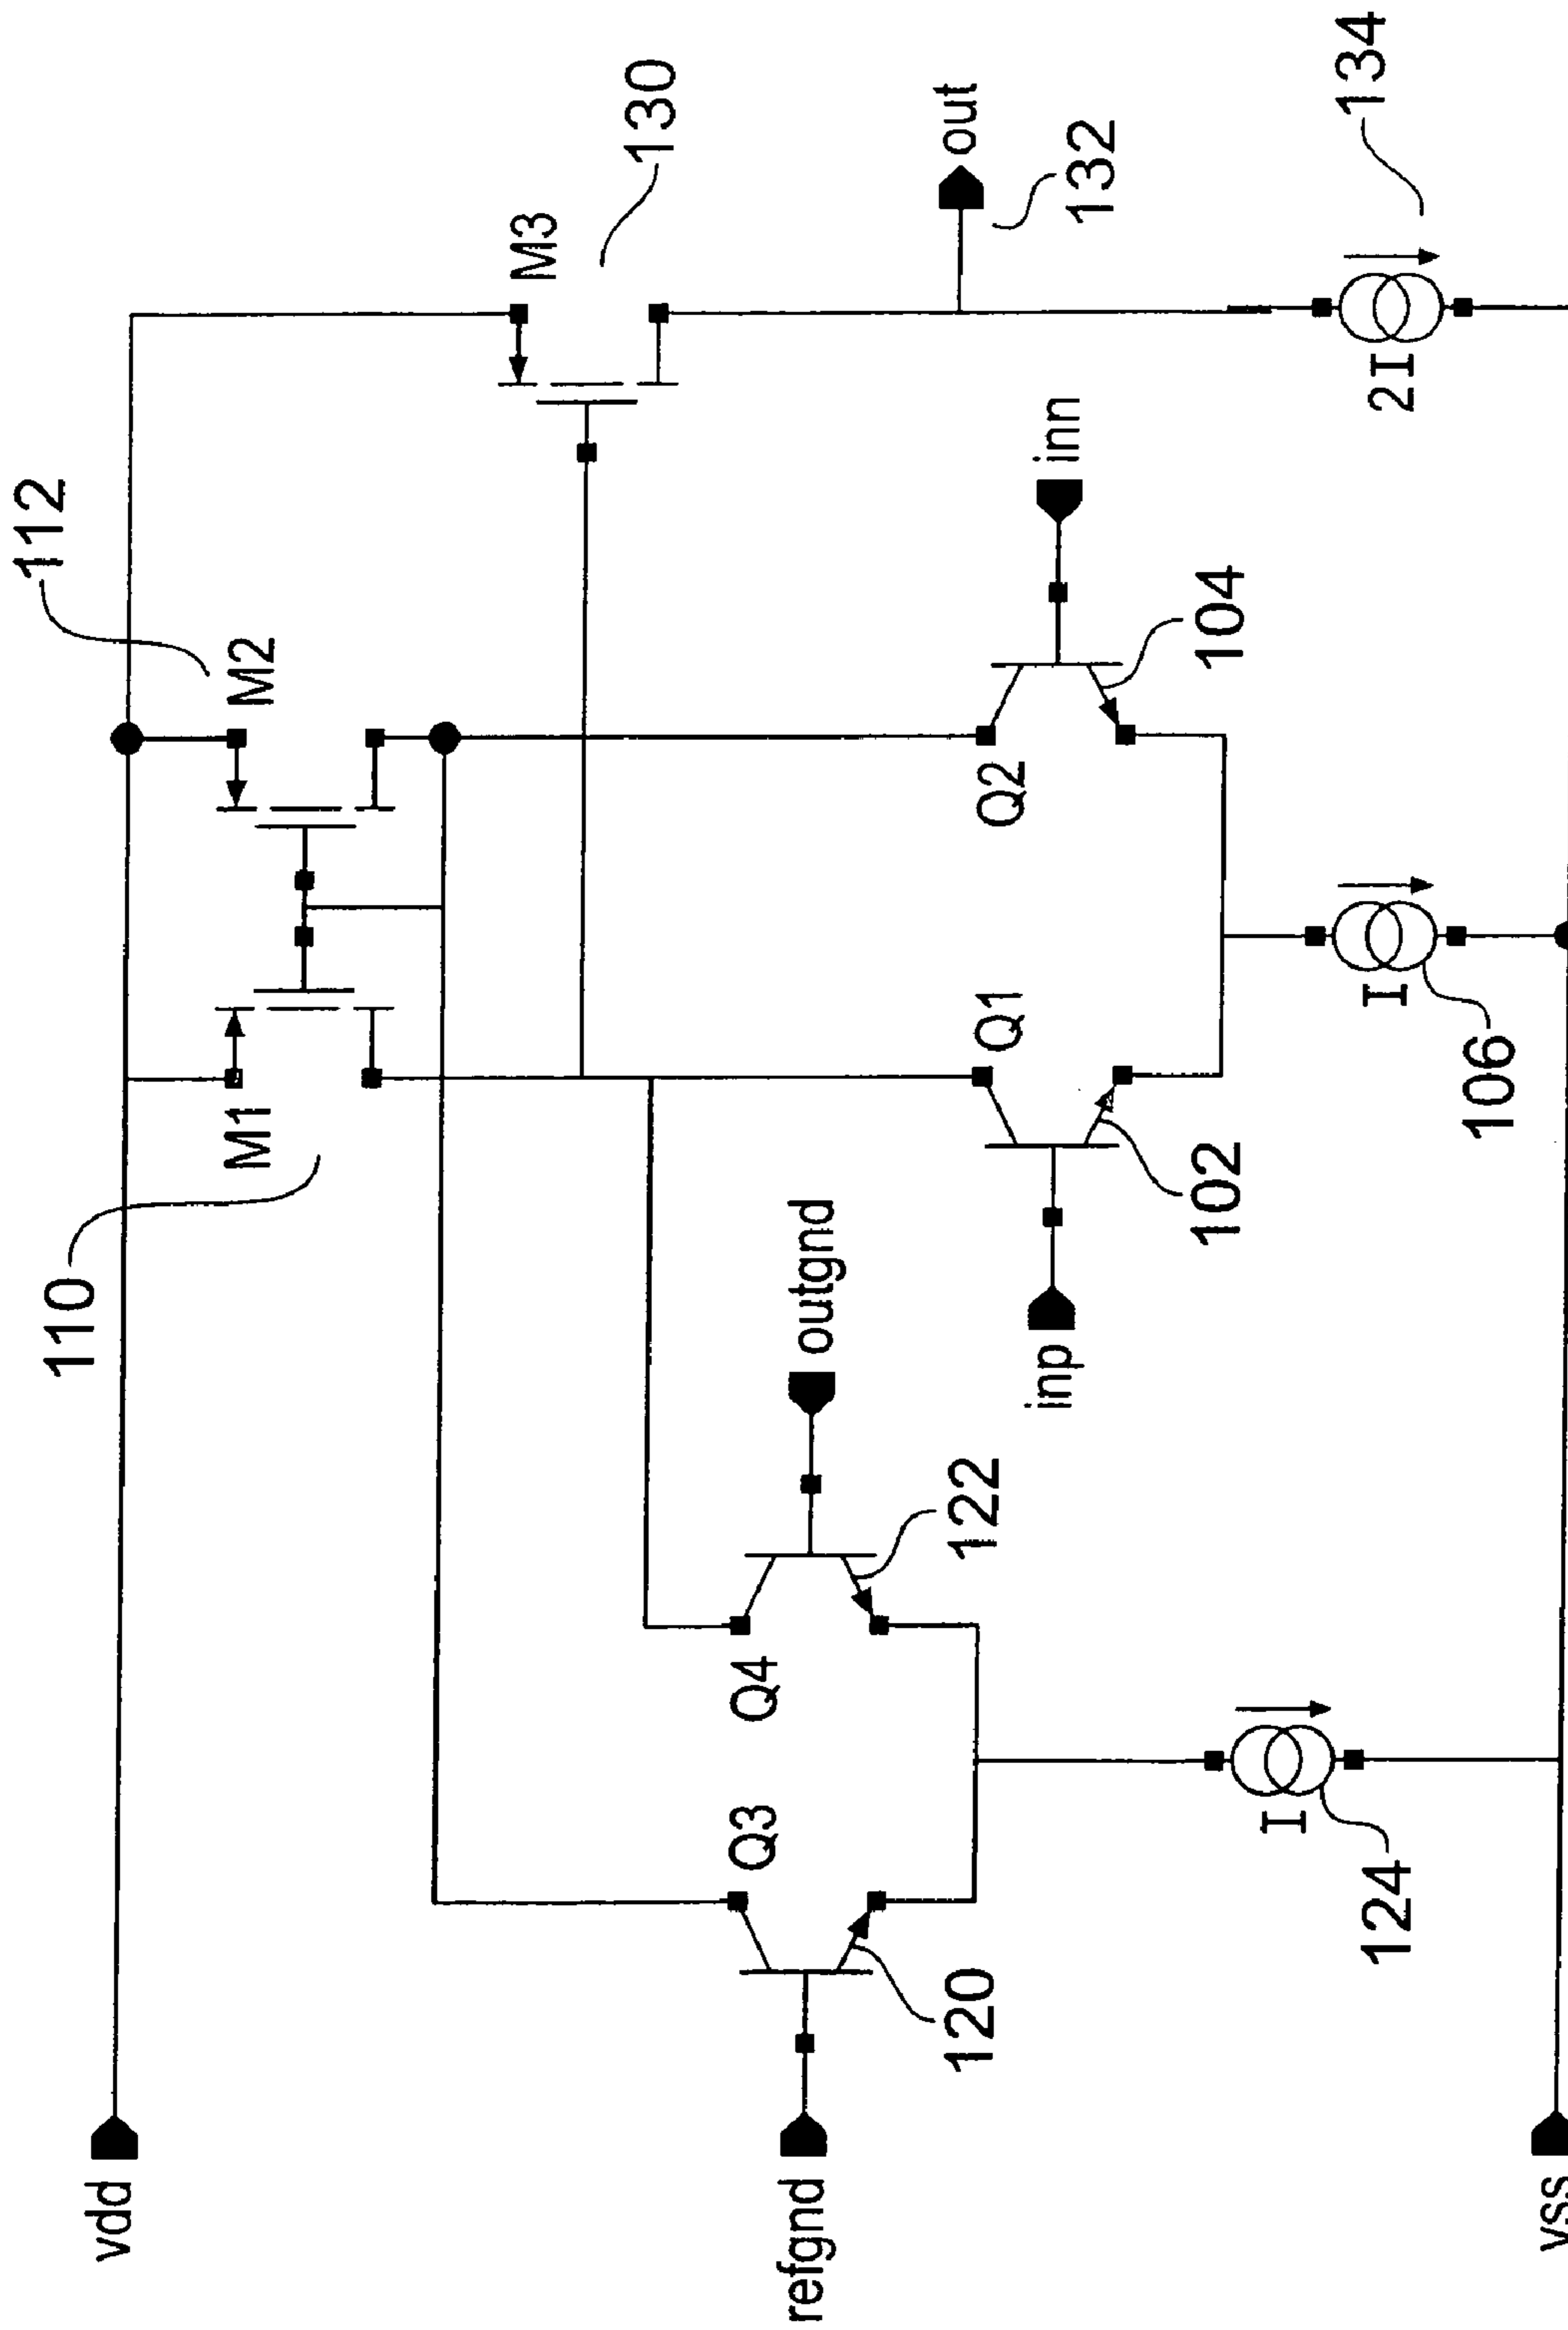 112
110
vdd
M1
M2
M3
130
outgnd
out
132
Q3
Q4
refgnd
120
122
Q1
Q2
inp
inn
102
104
I
124
I
106
2I
134
vss